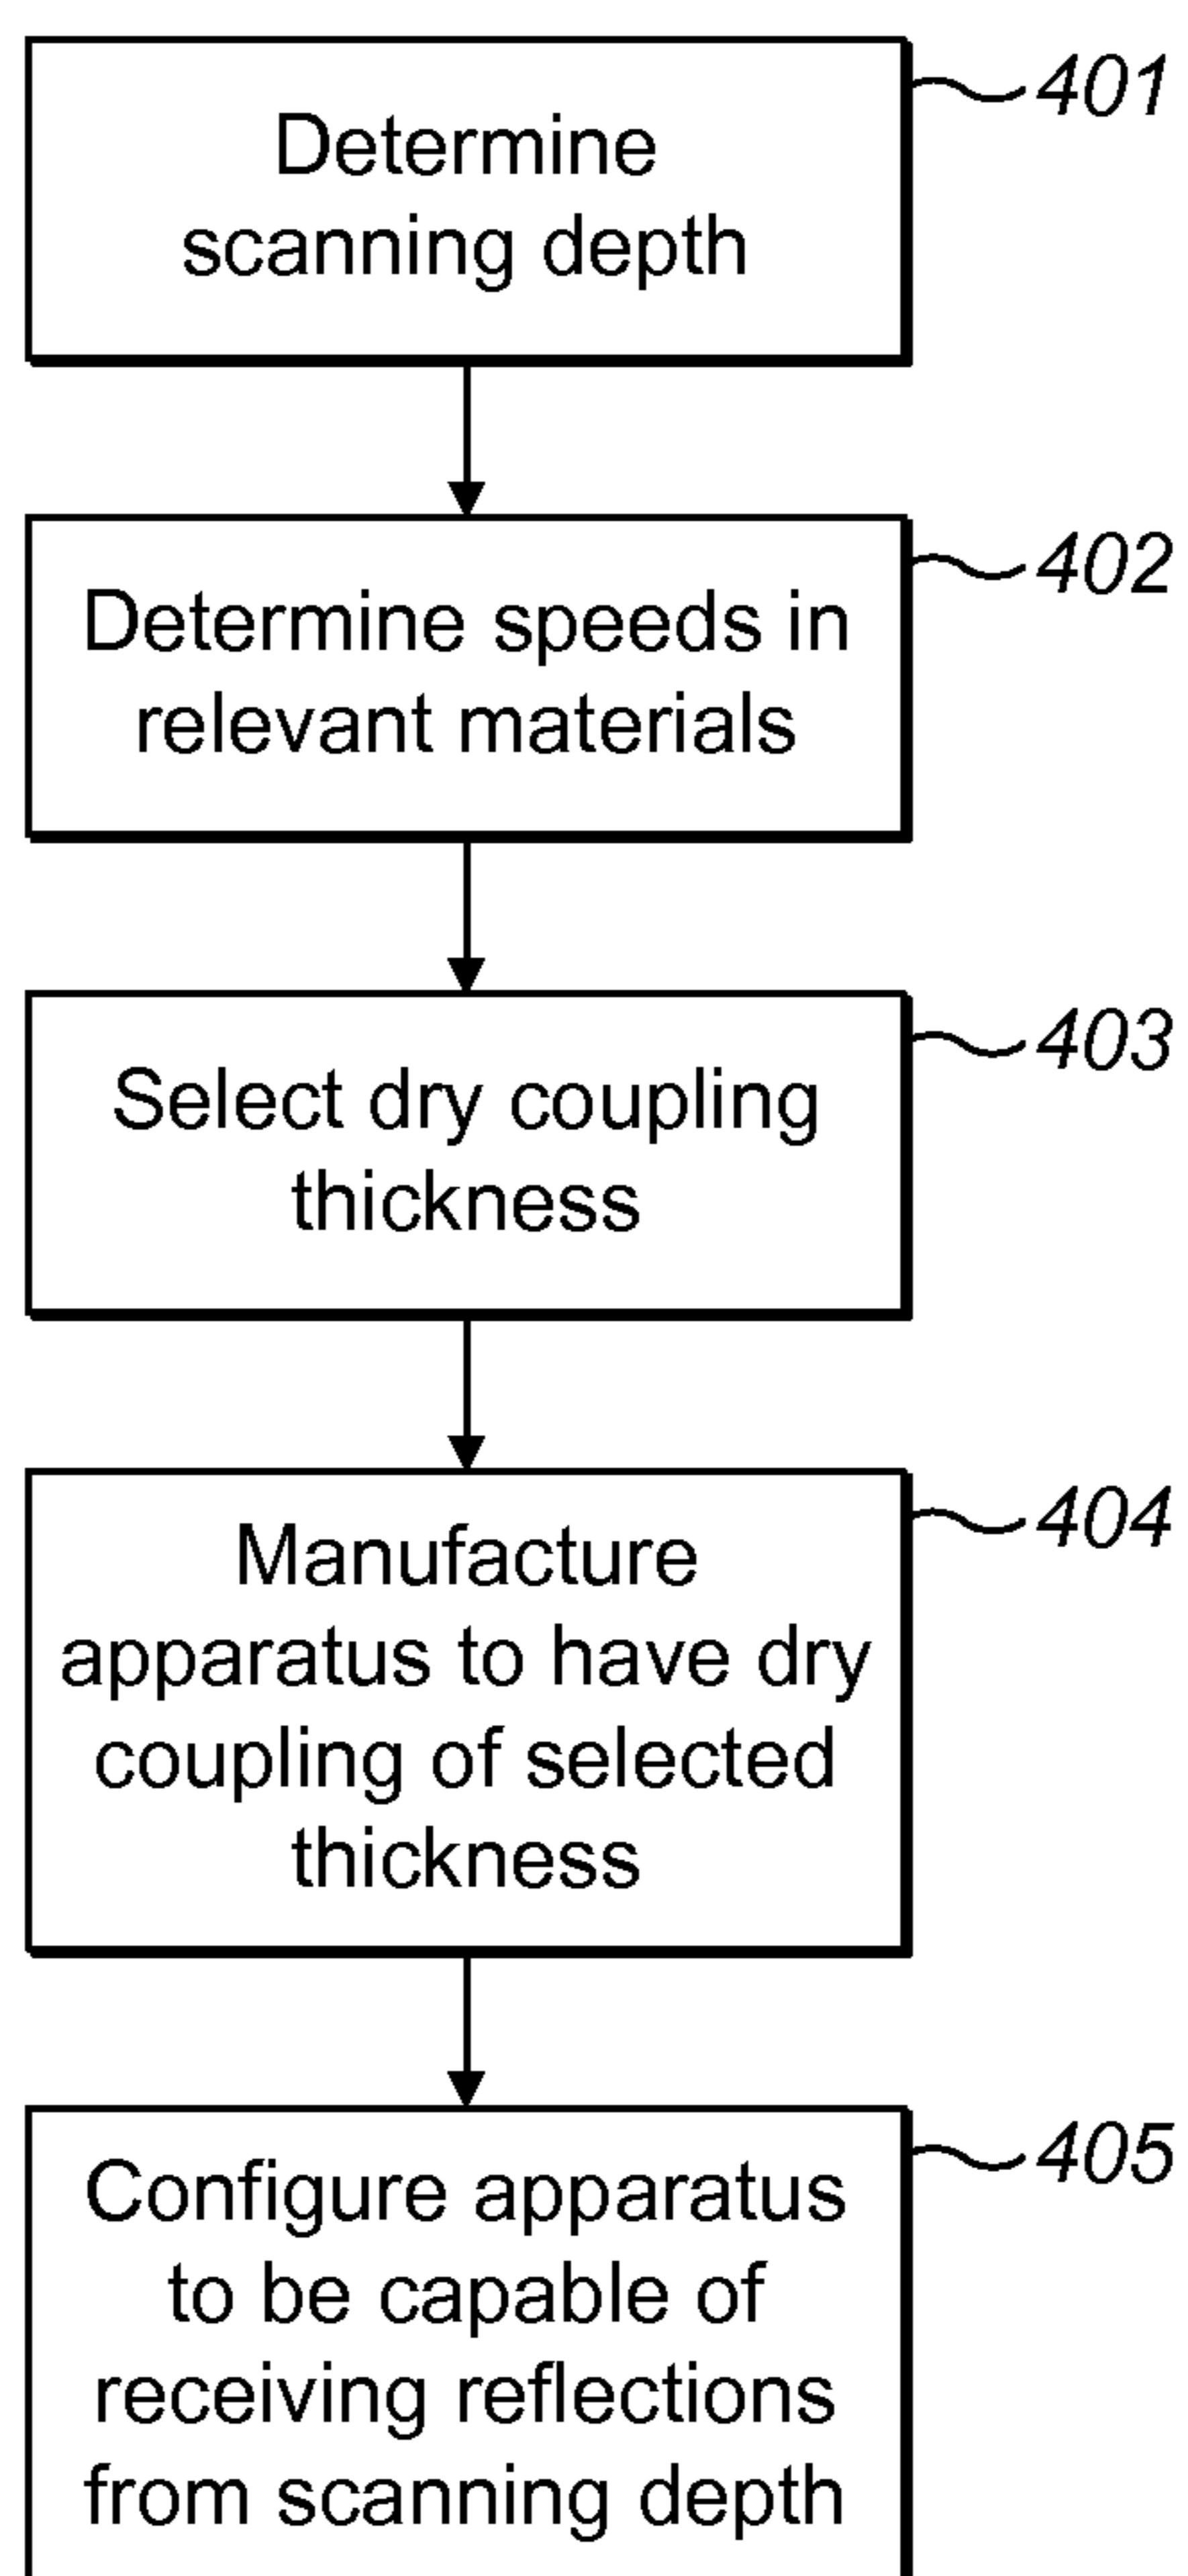 Determine
scanning depth
401
Determine speeds in
relevant materials
402
Select dry coupling
thickness
403
Manufacture
apparatus to have dry
coupling of selected
thickness
404
Configure apparatus
to be capable of
receiving reflections
from scanning depth
405